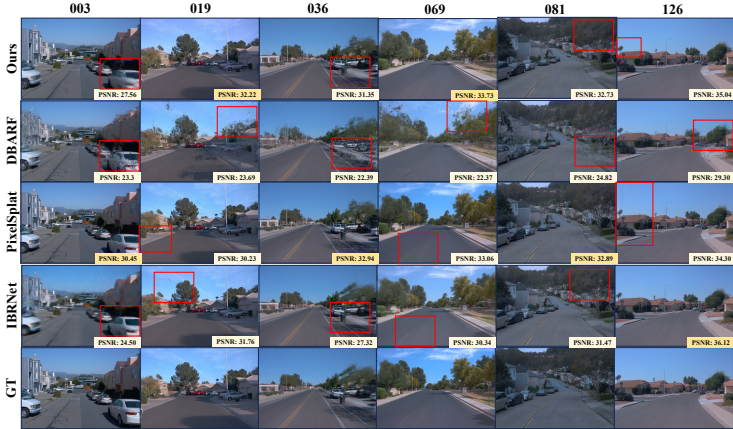 003 019 036 069 081 126
Ours
PSNR: 27.56 PSNR: 32.22 PSNR: 31.35 PSNR: 33.73 PSNR: 32.73 PSNR: 35.04
DBARF
PSNR: 23.3 PSNR: 23.69 PSNR: 22.39 PSNR: 22.37 PSNR: 24.82 PSNR: 29.30
PixelSplat
PSNR: 30.45 PSNR: 30.23 PSNR: 32.94 PSNR: 33.06 PSNR: 32.89 PSNR: 34.30
IBRNet
PSNR: 24.50 PSNR: 31.76 PSNR: 27.32 PSNR: 30.34 PSNR: 31.47 PSNR: 36.12
GT